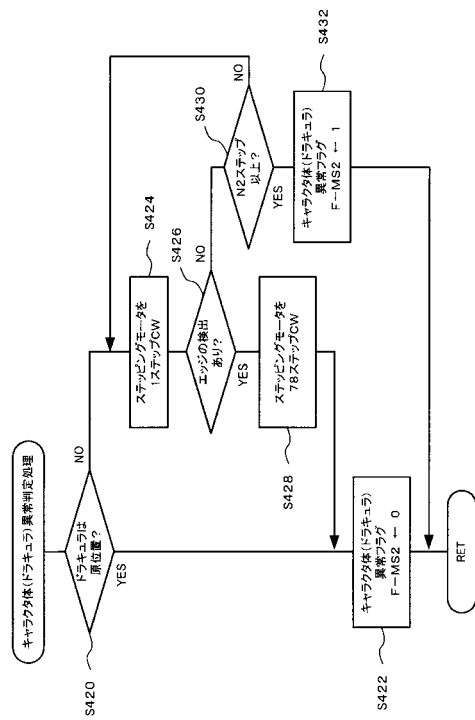 キャラクタ体(ドラキュラ)異常判定処理
S420
ドラキュラは
原位置?
NO
YES
S424
ステッピングモータを
1ステップCW
S426
エッジの検出
あり?
NO
YES
S428
ステッピングモータを
78ステップCW
S430
N2ステップ
以上?
NO
YES
S432
キャラクタ体(ドラキュラ)
異常フラグ
F-MS2 ← 1
S422
キャラクタ体(ドラキュラ)
異常フラグ
F-MS2 ← 0
RET